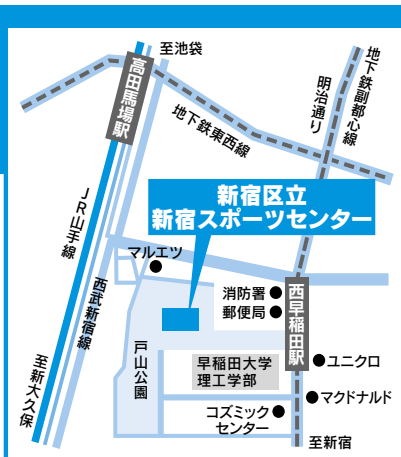 至池袋
高田馬場駅
地下鉄副都心線
明治通り
地下鉄東西線
新宿区立
新宿スポーツセンター
JR山手線
マルエツ
西武新宿線
消防署
郵便局
西早稲田駅
戸山公園
早稲田大学
理工学部
ユニクロ
マクドナルド
コズミック
センター
至新大久保
至新宿